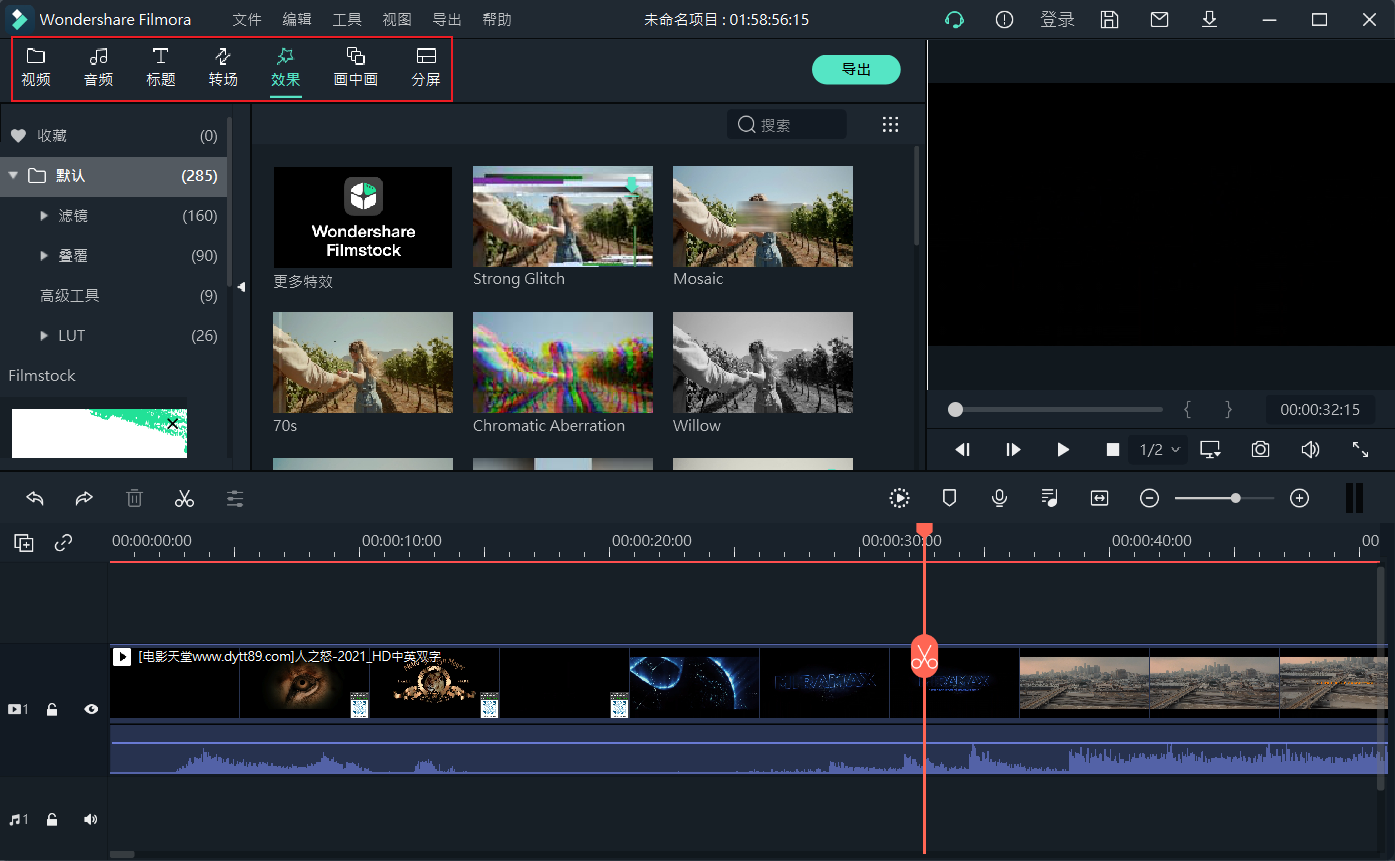 Wondershare Filmora 文件 编辑 工具 视图 导出 帮助 未命名项目 : 01:58:56:15 登录
视频 音频 标题 转场 效果 画中画 分屏 导出
收藏 (0)
默认 (285)
滤镜 (160)
叠覆 (90)
高级工具 (9)
LUT (26)
Filmstock
搜索
Wondershare
Filmstock
更多特效
Strong Glitch
Mosaic
70s
Chromatic Aberration
Willow
00:00:32:15
1/2
00:00:00:00 00:00:10:00 00:00:20:00 00:00:30:00 00:00:40:00 00
[电影天堂www.dytt89.com]人之怒-2021_HD中英双字
MIRAMAX MIRAMAX
1
1